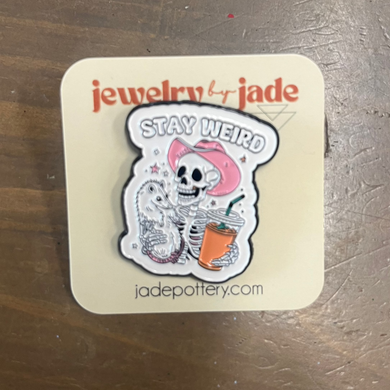 jewelry by jade
STAY WEIRD
jadepottery.com